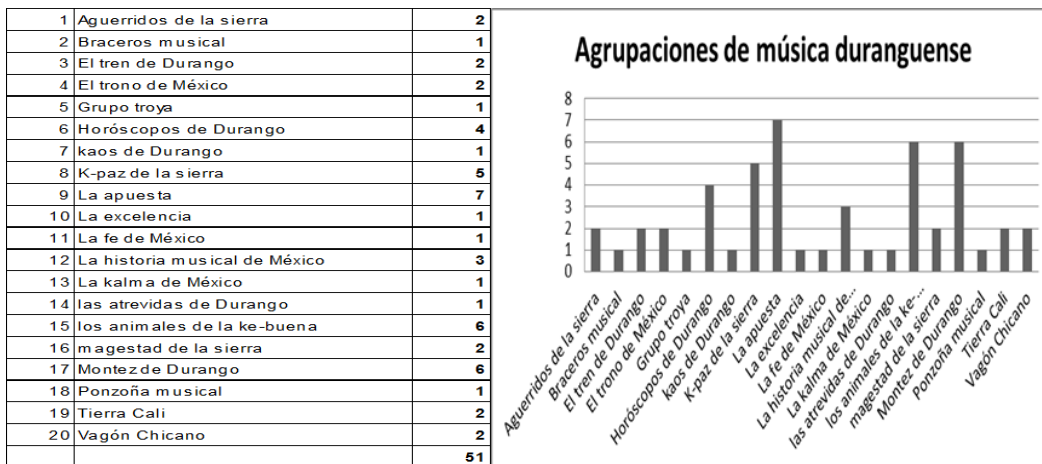 1 Aguerridos de la sierra 2
2 Braceros musical 1
3 El tren de Durango 2
4 El trono de México 2
5 Grupo troya 1
6 Horóscopos de Durango 4
7 kaos de Durango 1
8 K-paz de la sierra 5
9 La apuesta 7
10 La excelencia 1
11 La fe de México 1
12 La historia musical de México 3
13 La kalma de México 1
14 las atrevidas de Durango 1
15 los animales de la ke-buena 6
16 magestad de la sierra 2
17 Montez de Durango 6
18 Ponzoña musical 1
19 Tierra Cali 2
20 Vagón Chicano 2
51
Agrupaciones de música duranguense
8
7
6
5
4
3
2
1
0
Aguerridos de la sierra
Braceros musical
El tren de Durango
El trono de México
Grupo troya
Horóscopos de Durango
kaos de Durango
K-paz de la sierra
La apuesta
La excelencia
La fe de México
La historia musical de…
La kalma de México
las atrevidas de Durango
los animales de la ke-…
magestad de la sierra
Montez de Durango
Ponzoña musical
Tierra Cali
Vagón Chicano